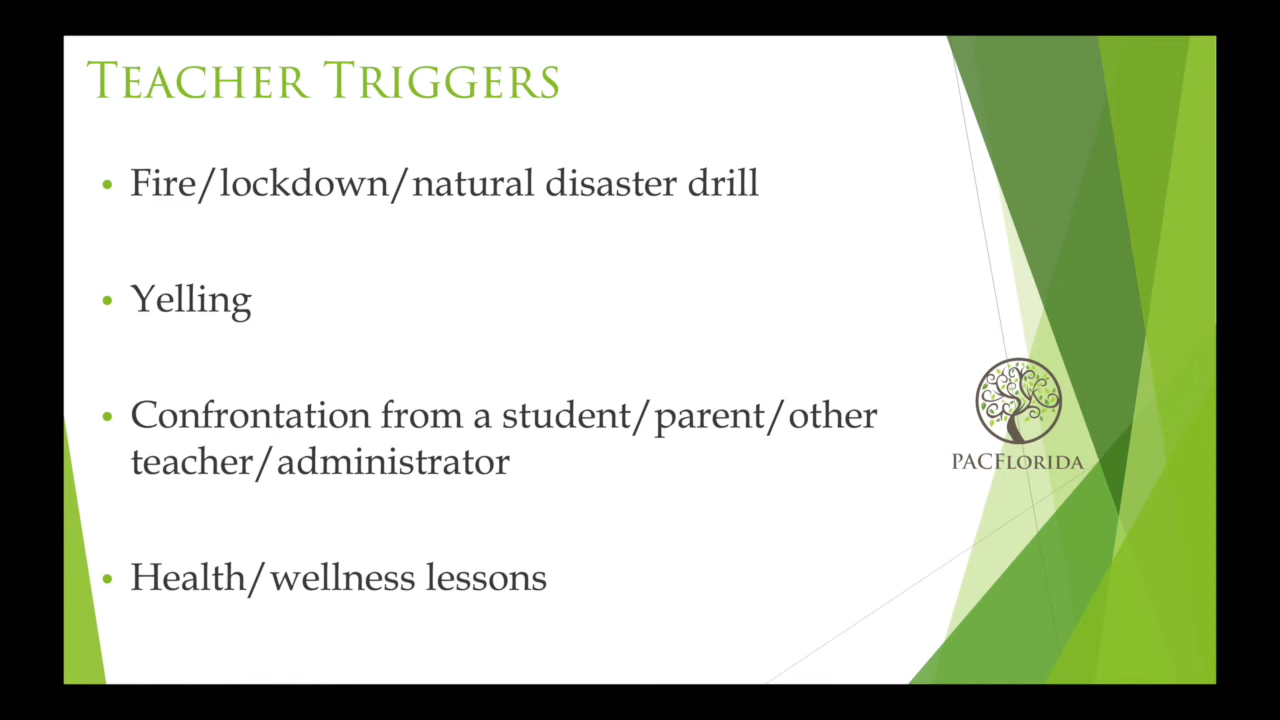 TEACHER TRIGGERS
• Fire/lockdown/natural disaster drill
• Yelling
• Confrontation from a student/parent/other
teacher/administrator
• Health/wellness lessons
PACFLORIDA